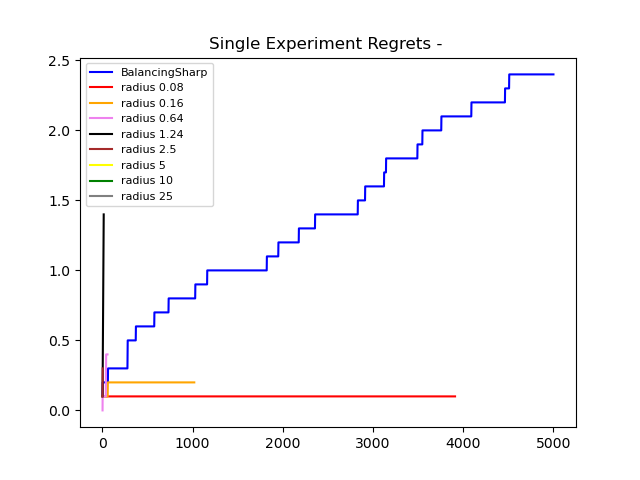 Single Experiment Regrets -
2.5
2.0
1.5
1.0
0.5
0.0
BalancingSharp
radius 0.08
radius 0.16
radius 0.64
radius 1.24
radius 2.5
radius 5
radius 10
radius 25
0 1000 2000 3000 4000 5000